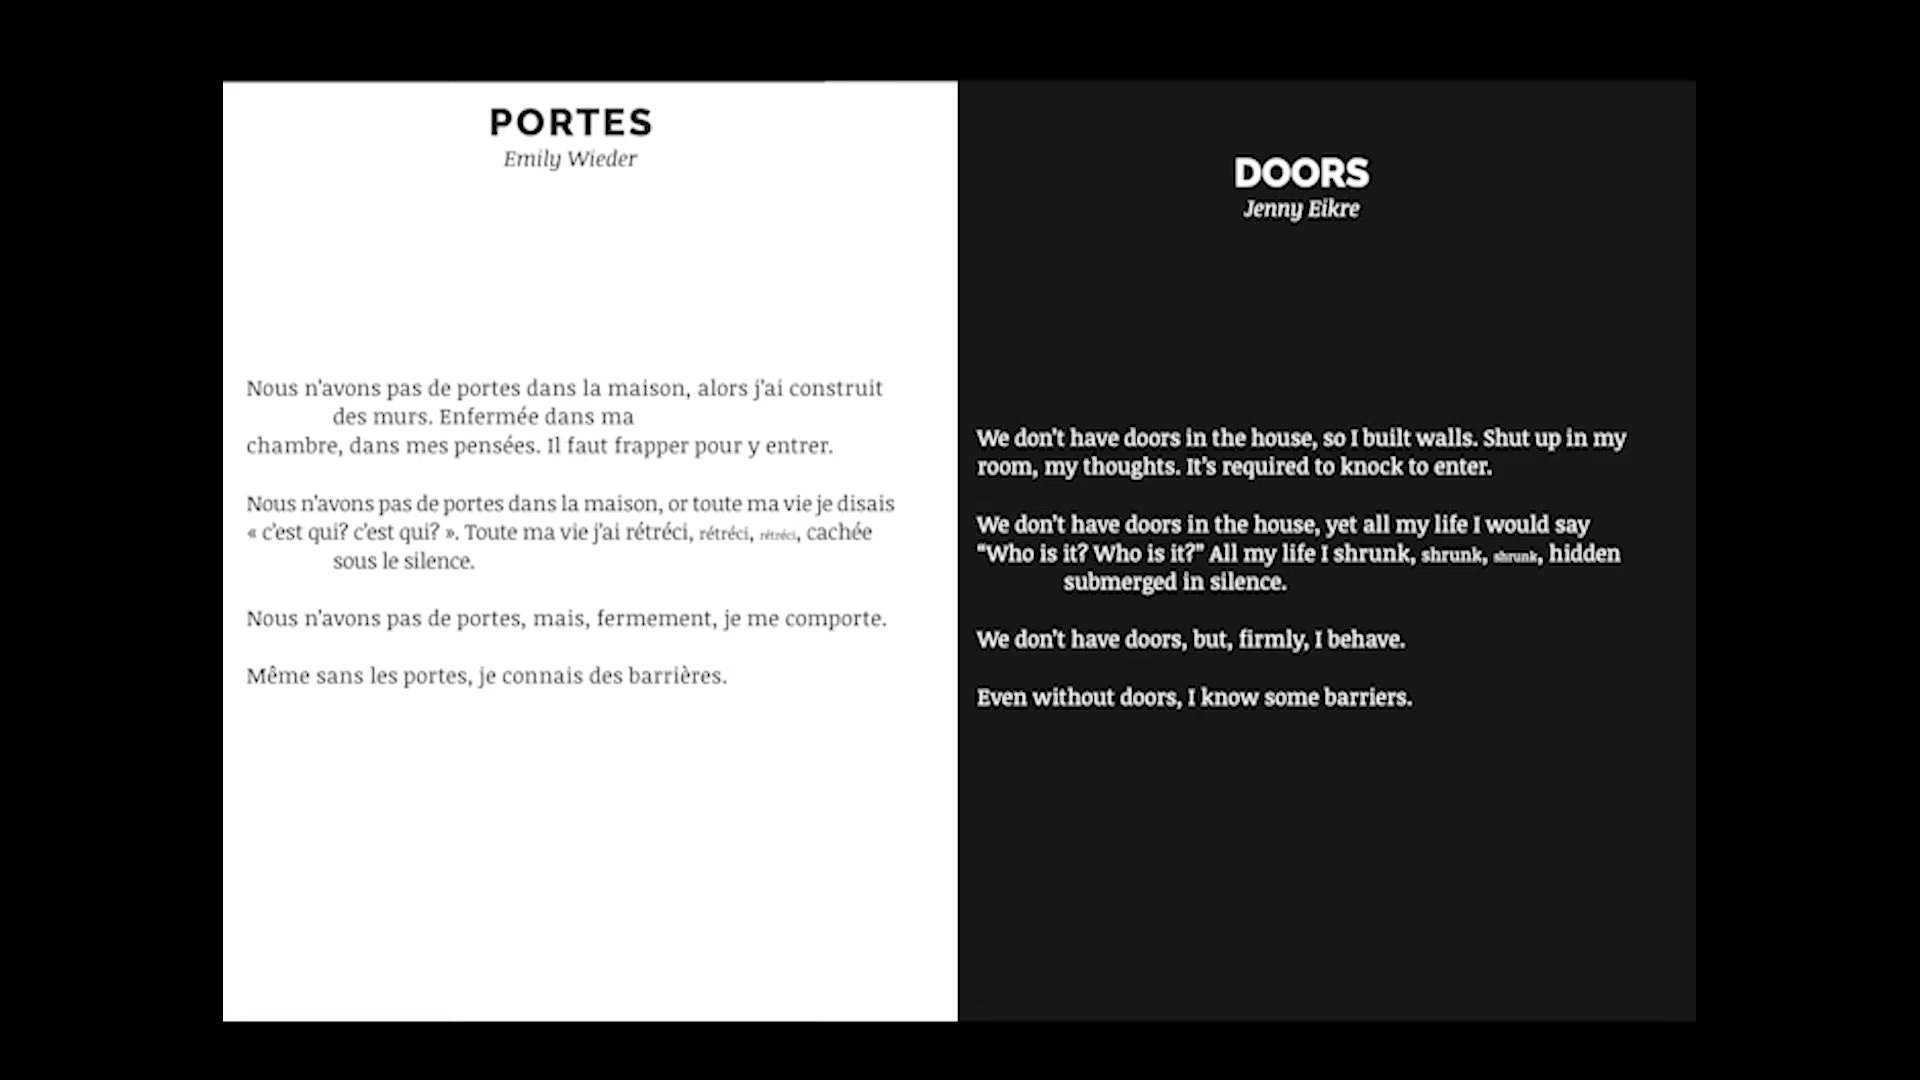 PORTES
Emily Wieder
Nous n'avons pas de portes dans la maison, alors j'ai construit
des murs. Enfermée dans ma
chambre, dans mes pensées. Il faut frapper pour y entrer.
Nous n'avons pas de portes dans la maison, or toute ma vie je disais
« c'est qui? c'est qui? ». Toute ma vie j'ai rétréci, rétréci, rétréci, cachée
sous le silence.
Nous n'avons pas de portes, mais, fermement, je me comporte.
Même sans les portes, je connais des barrières.
DOORS
Jenny Eikre
We don't have doors in the house, so I built walls. Shut up in my
room, my thoughts. It's required to knock to enter.
We don't have doors in the house, yet all my life I would say
“Who is it? Who is it?” All my life I shrunk, shrunk, shrunk, hidden
submerged in silence.
We don't have doors, but, firmly, I behave.
Even without doors, I know some barriers.